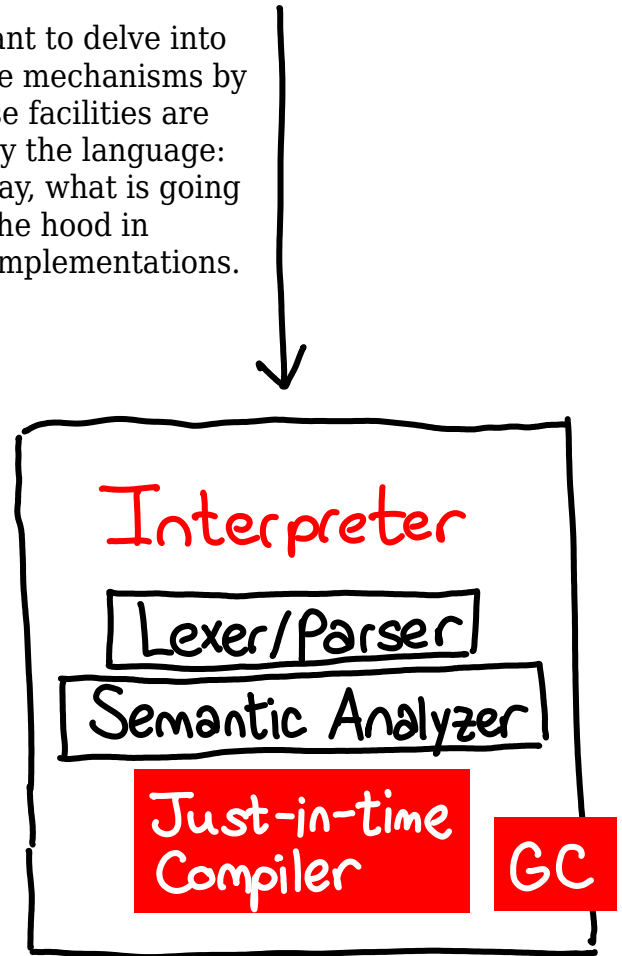 ant to delve into
e mechanisms by
se facilities are
y the language:
ay, what is going
he hood in
mplementations.
Interpreter
Lexer/Parser
Semantic Analyzer
Just-in-time
Compiler
GC